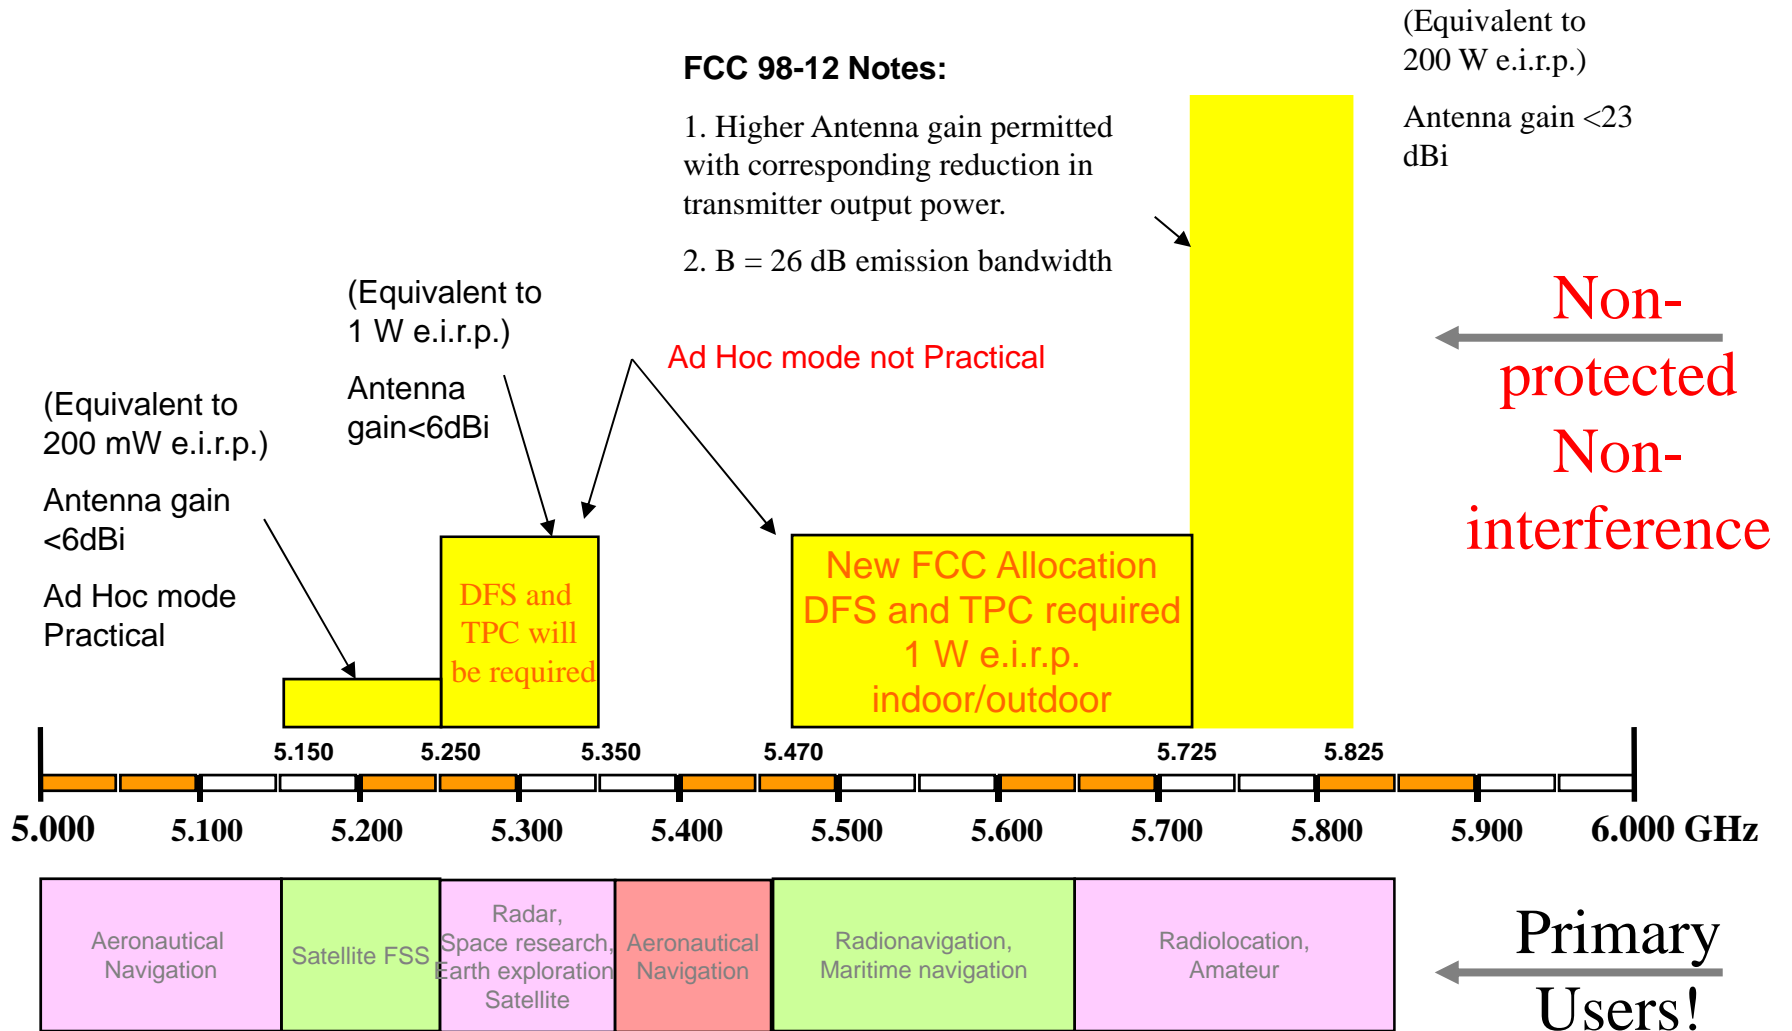 (Equivalent to
200 W e.i.r.p.)
Antenna gain <23
dBi
FCC 98-12 Notes:
1. Higher Antenna gain permitted
with corresponding reduction in
transmitter output power.
2. B = 26 dB emission bandwidth
(Equivalent to
1 W e.i.r.p.)
Antenna
gain<6dBi
Ad Hoc mode not Practical
(Equivalent to
200 mW e.i.r.p.)
Antenna gain
<6dBi
Ad Hoc mode
Practical
Non-
protected
Non-
interference
DFS and
TPC will
be required
New FCC Allocation
DFS and TPC required
1 W e.i.r.p.
indoor/outdoor
5.150 5.250 5.350 5.470 5.725 5.825
5.000 5.100 5.200 5.300 5.400 5.500 5.600 5.700 5.800 5.900 6.000 GHz
Aeronautical
Navigation
Satellite FSS
Radar,
Space research,
Earth exploration
Satellite
Aeronautical
Navigation
Radionavigation,
Maritime navigation
Radiolocation,
Amateur
Primary
Users!